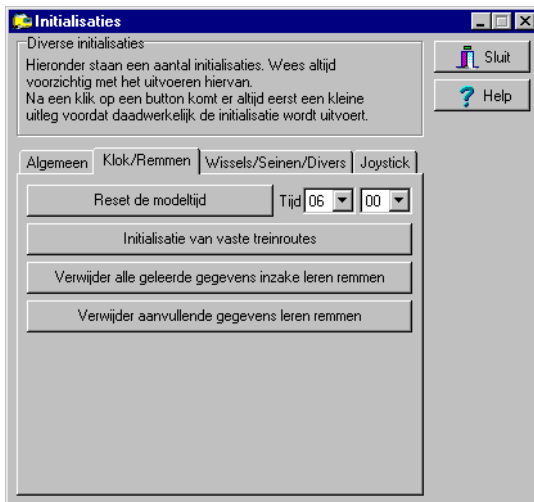 Initialisaties
Diverse initialisaties
Hieronder staan een aantal initialisaties. Wees altijd
voorzichtig met het uitvoeren hiervan.
Na een klik op een button komt er altijd eerst een kleine
uitleg voordat daadwerkelijk de initialisatie wordt uitvoert.
Sluit
Help
Algemeen Klok/Remmen Wissels/Seinen/Divers Joystick
Reset de modeltijd Tijd 06 00
Initialisatie van vaste treinroutes
Verwijder alle geleerde gegevens inzake leren remmen
Verwijder aanvullende gegevens leren remmen